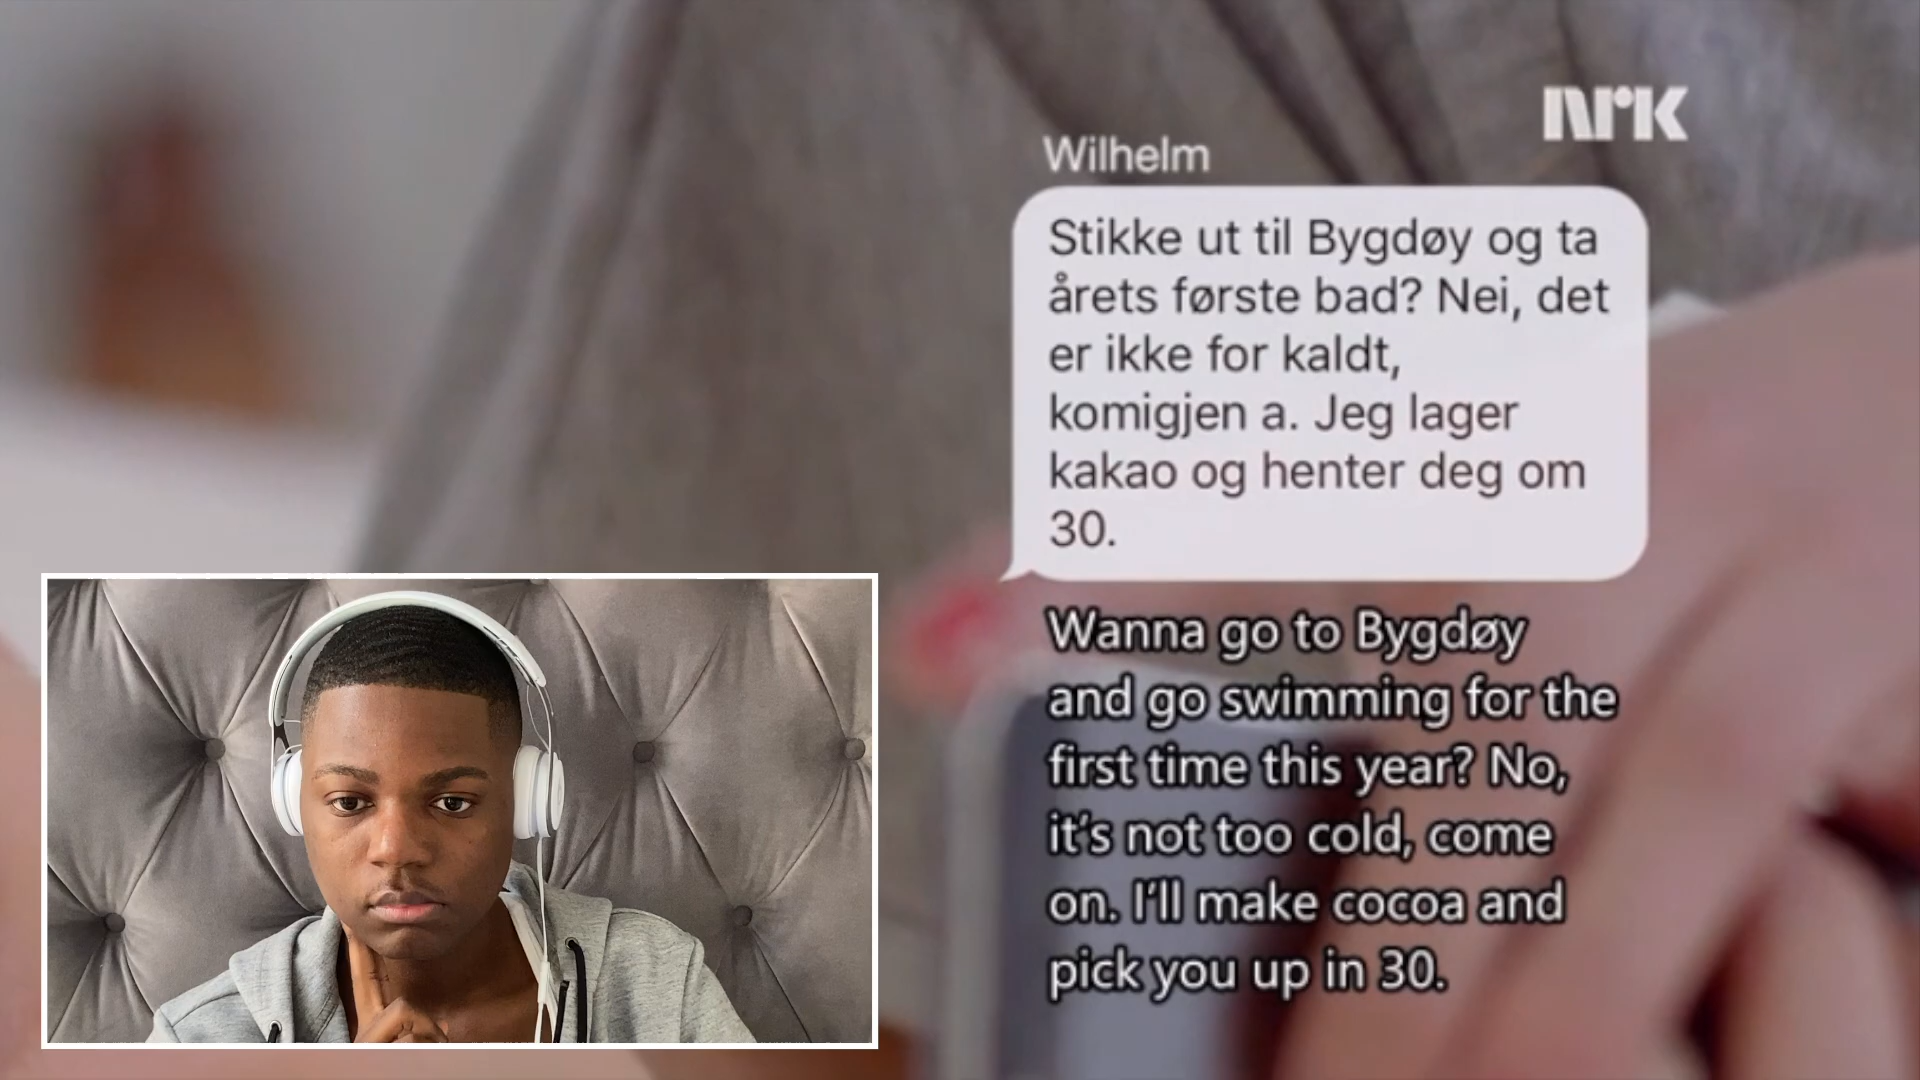 nrk
Wilhelm
Stikke ut til Bygdøy og ta
årets første bad? Nei, det
er ikke for kaldt,
komigjen a. Jeg lager
kakao og henter deg om
30.
Wanna go to Bygdøy
and go swimming for the
first time this year? No,
it's not too cold, come
on. I'll make cocoa and
pick you up in 30.